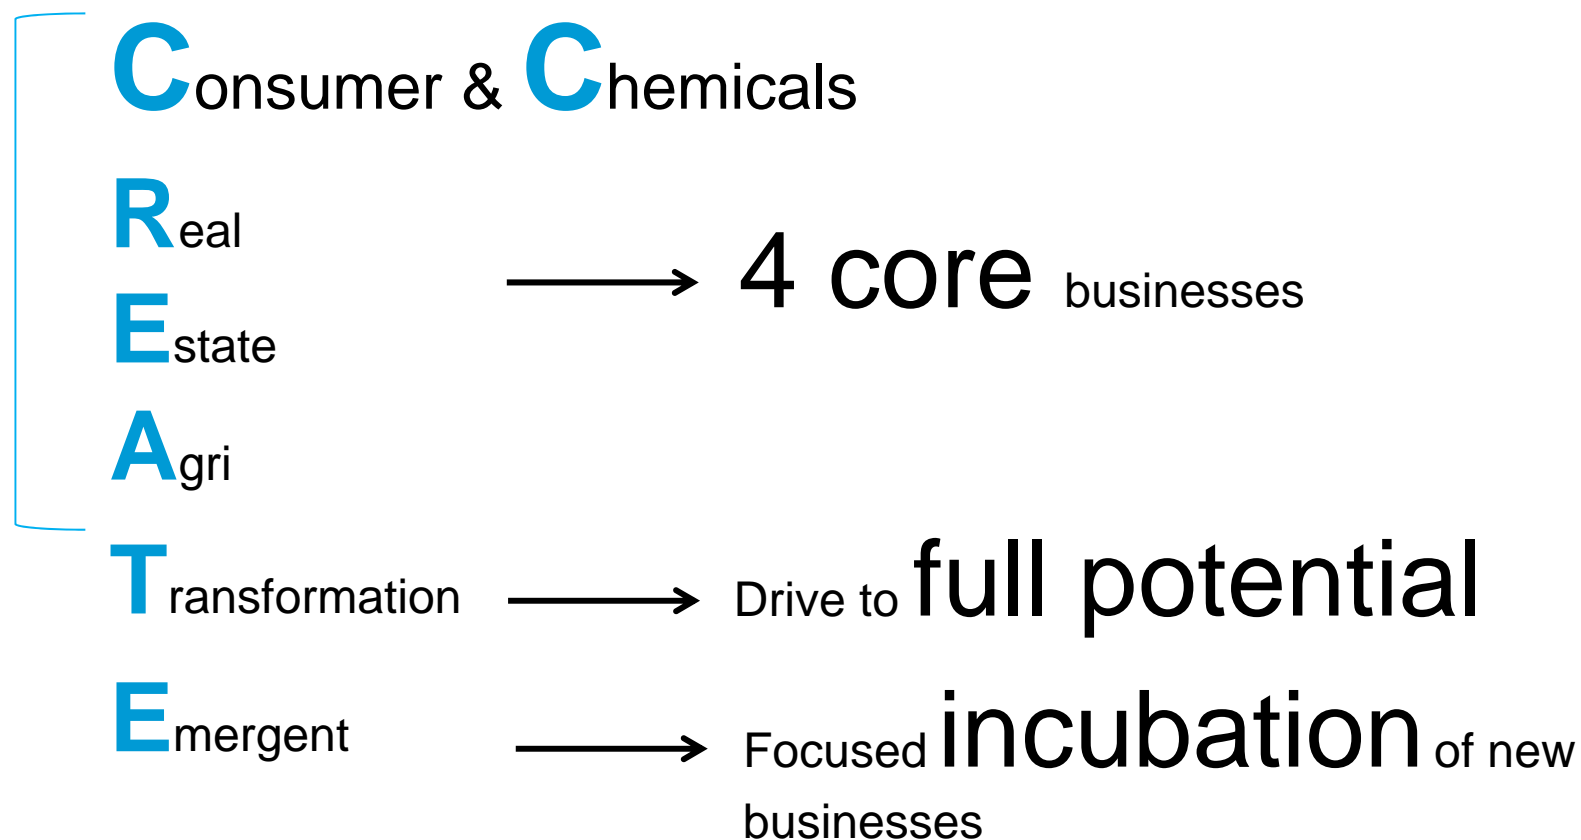 Consumer & Chemicals
Real
4 core businesses
Estate
Agri
Transformation
Drive to full potential
Emergent
Focused incubation of new
businesses